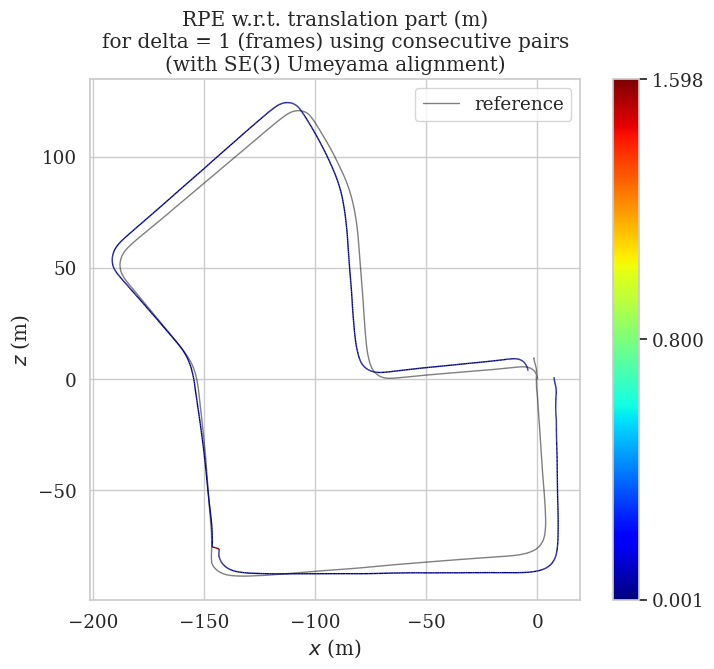 RPE w.r.t. translation part (m)
for delta = 1 (frames) using consecutive pairs
(with SE(3) Umeyama alignment)
reference
1.598
0.800
0.001
100
50
0
−50
z (m)
−200
−150
−100
−50
0
x (m)